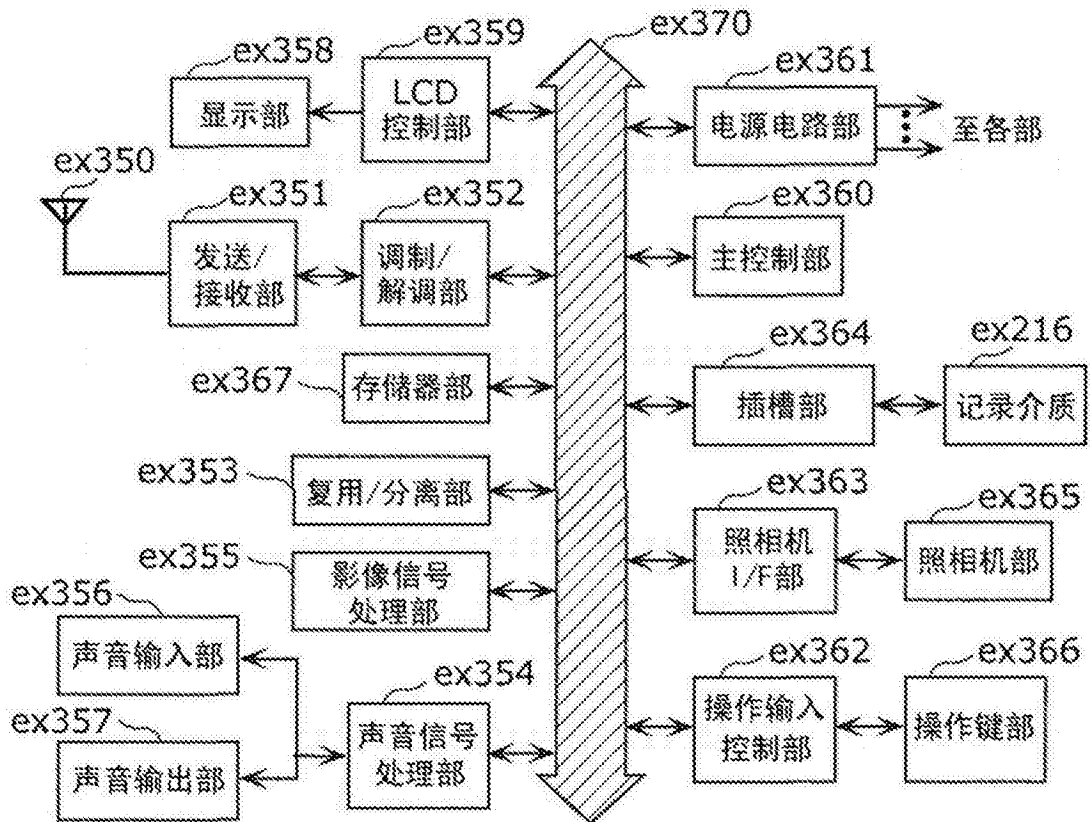 ex358
显示部
ex359
LCD
控制部
ex370
ex361
电源电路部
至各部
ex350
ex351
发送/
接收部
ex352
调制/
解调部
ex360
主控制部
ex367
存储器部
ex364
插槽部
ex216
记录介质
ex353
复用/分离部
ex355
影像信号
处理部
ex363
照相机
I/F部
ex365
照相机部
ex356
声音输入部
ex357
声音输出部
ex354
声音信号
处理部
ex362
操作输入
控制部
ex366
操作键部